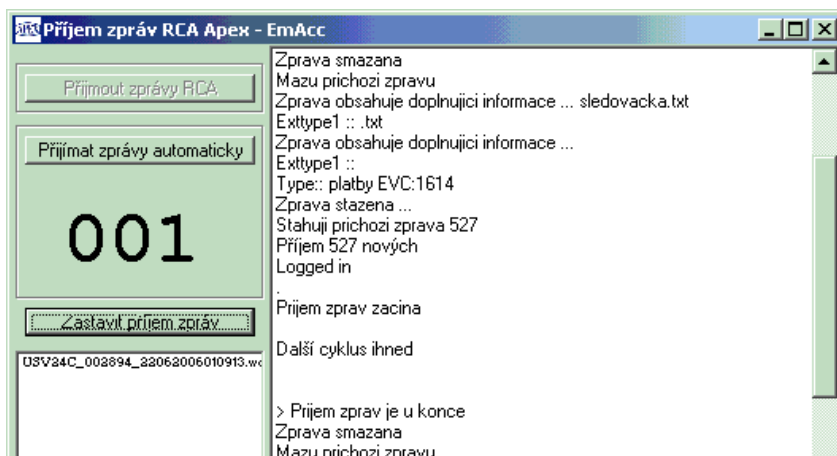 Příjem zpráv RCA Apex - EmAcc
Přijmout zprávy RCA
Přijímat zprávy automaticky
001
Zastavit příjem zpráv
Zprava smazana
Mazu prichozi zpravu
Zprava obsahuje doplnujici informace ... sledovacka.txt
Exttype1 :: .txt
Zprava obsahuje doplnujici informace ...
Exttype1 ::
Type:: platby EVC:1614
Zprava stazena ...
Stahuji prichozi zprava 527
Příjem 527 nových
Logged in
.
Prijem zprav zacina
Další cyklus ihned
> Prijem zprav je u konce
Zprava smazana
Mazu prichozi zpravu